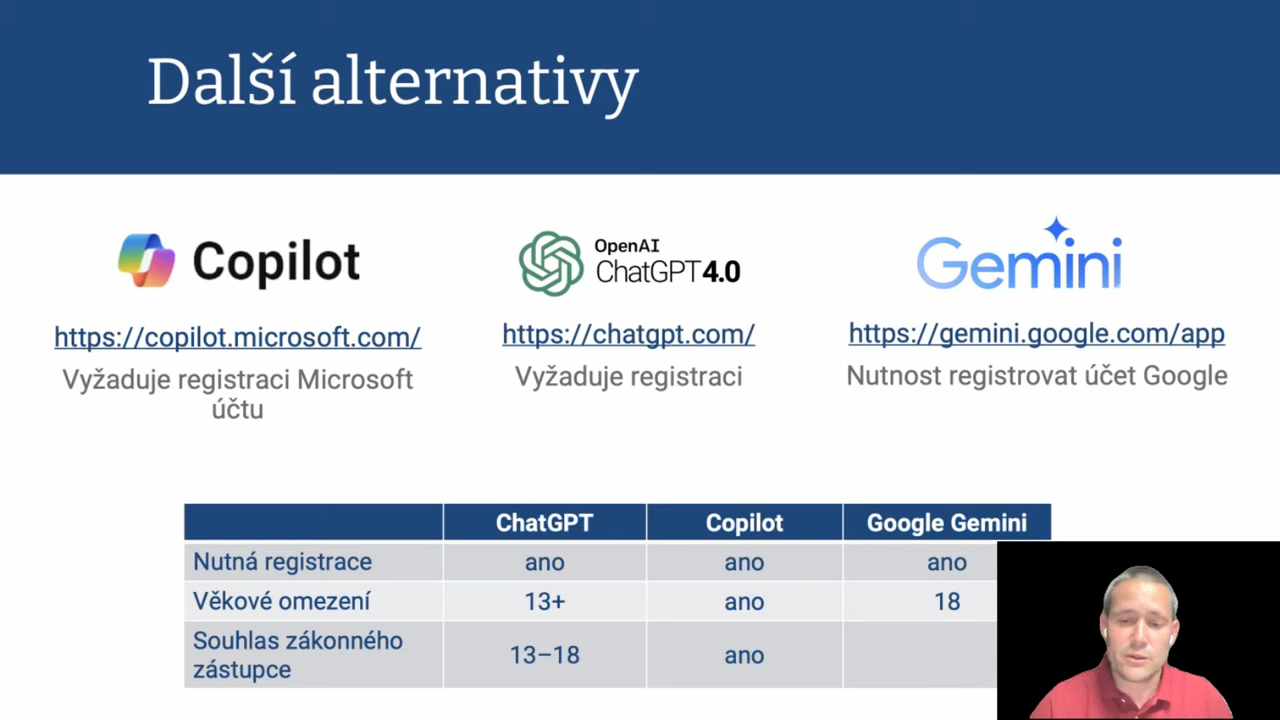 Další alternativy
Copilot
https://copilot.microsoft.com/
Vyžaduje registraci Microsoft
účtu
OpenAI
ChatGPT4.0
https://chatgpt.com/
Vyžaduje registraci
Gemini
https://gemini.google.com/app
Nutnost registrovat účet Google
ChatGPT Copilot Google Gemini
Nutná registrace ano ano ano
Věkové omezení 13+ ano 18
Souhlas zákonného
zástupce 13–18 ano